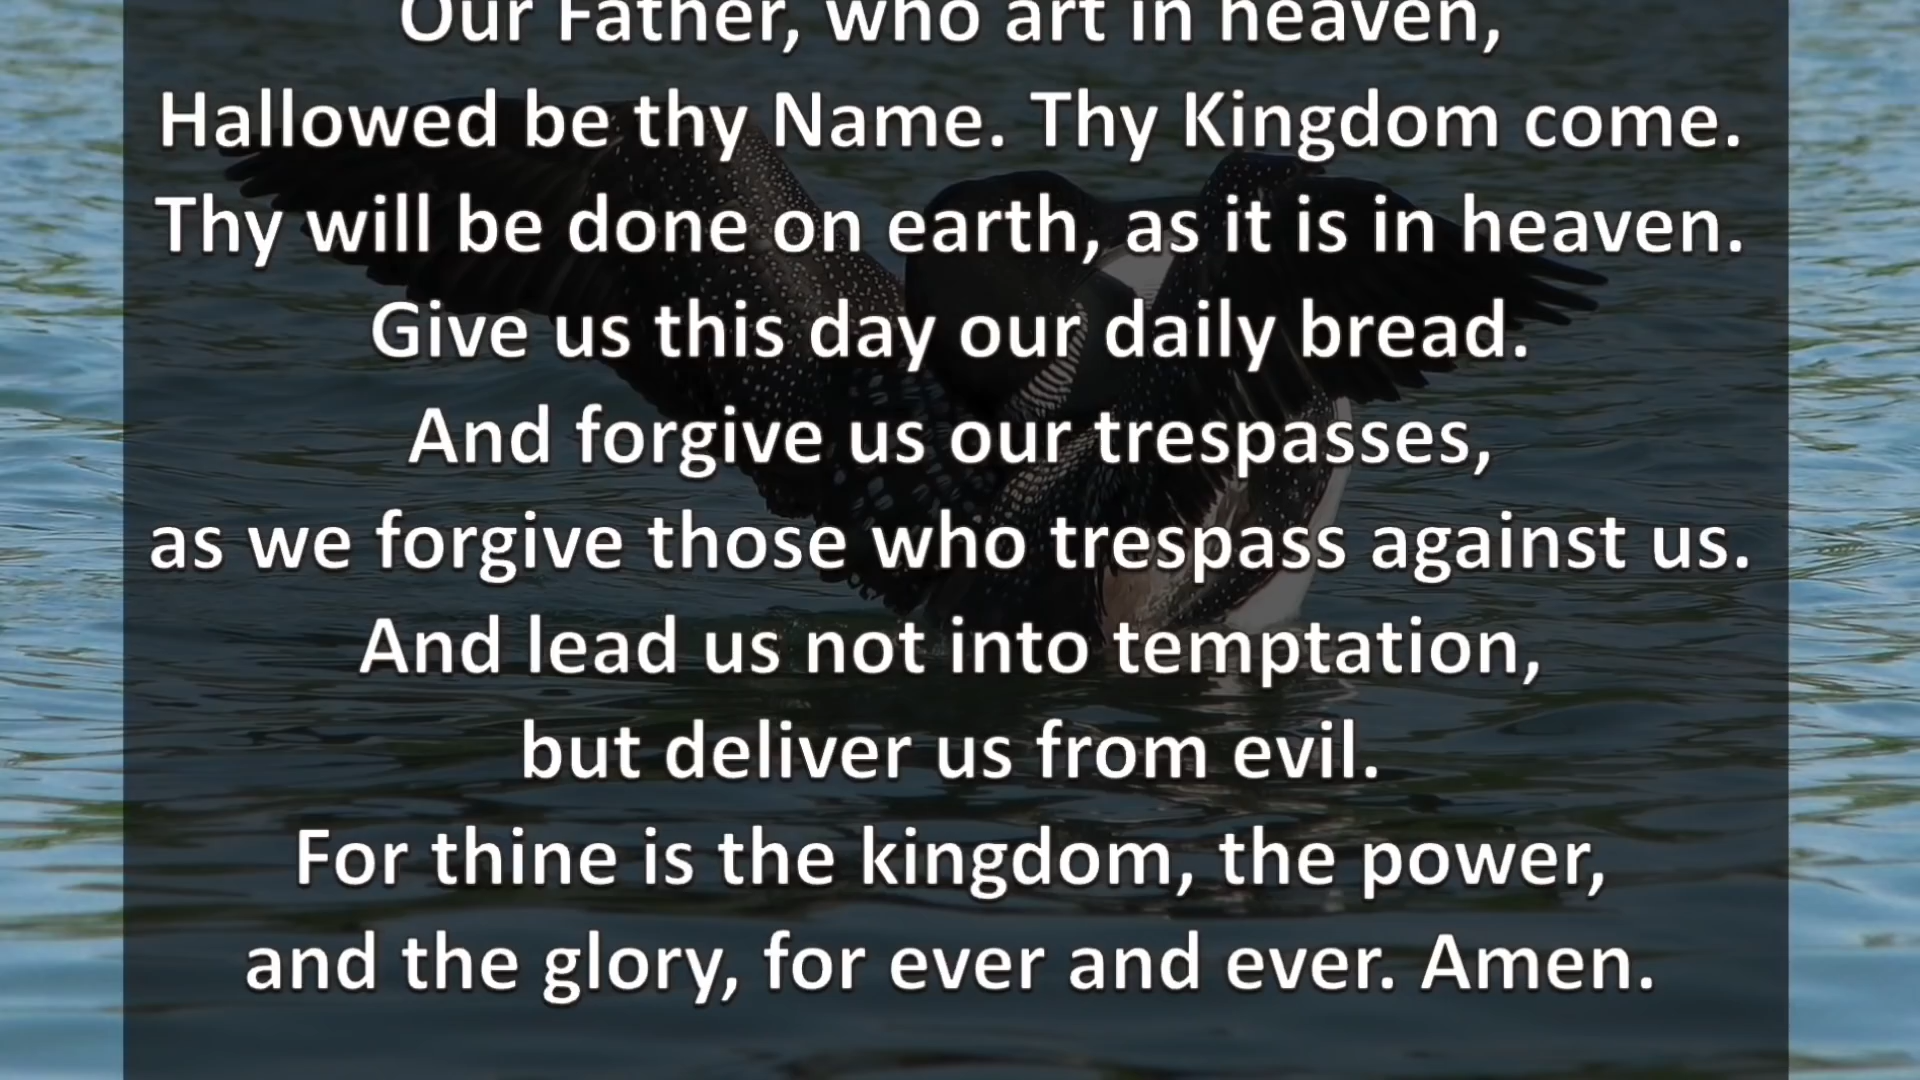 Our Father, who art in heaven,
Hallowed be thy Name. Thy Kingdom come.
Thy will be done on earth, as it is in heaven.
Give us this day our daily bread.
And forgive us our trespasses,
as we forgive those who trespass against us.
And lead us not into temptation,
but deliver us from evil.
For thine is the kingdom, the power,
and the glory, for ever and ever. Amen.